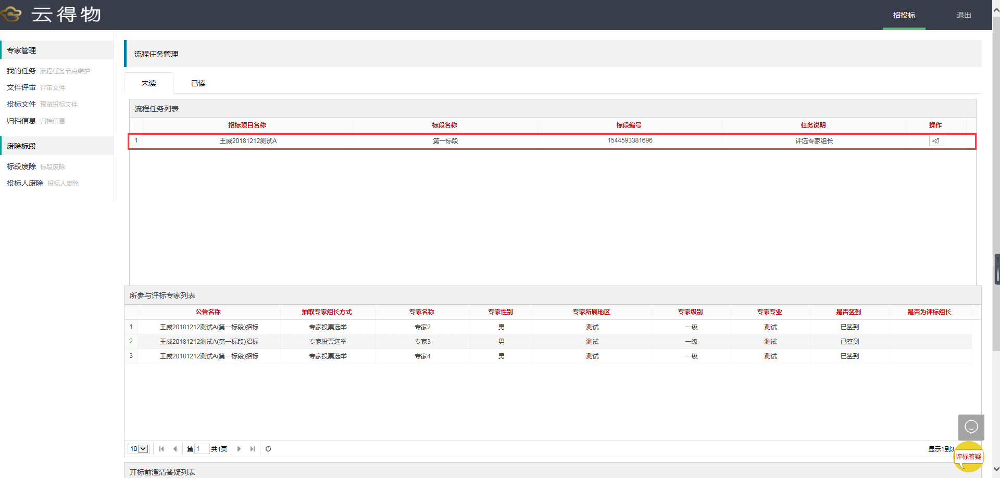 云得物
招投标
退出
专家管理
我的任务 流程任务节点维护
文件评审 评审文件
投标文件 预览投标文件
归档信息 归档信息
废除标段
标段废除 标段废除
投标人废除 投标人废除
流程任务管理
未读 已读
流程任务列表
招标项目名称 标段名称 标段编号 任务说明 操作
1 王威20181212测试A 第一标段 1544593381696 评选专家组长
所参与评标专家列表
公告名称 抽取专家组长方式 专家名称 专家性别 专家所属地区 专家级别 专家专业 是否签到 是否为评标组长
1 王威20181212测试A(第一标段)招标 专家投票选举 专家2 男 测试 一级 测试 已签到
2 王威20181212测试A(第一标段)招标 专家投票选举 专家3 男 测试 一级 测试 已签到
3 王威20181212测试A(第一标段)招标 专家投票选举 专家4 男 测试 一级 测试 已签到
10 第 1 共1页 显示1到3
评标答疑
开标前澄清答疑列表